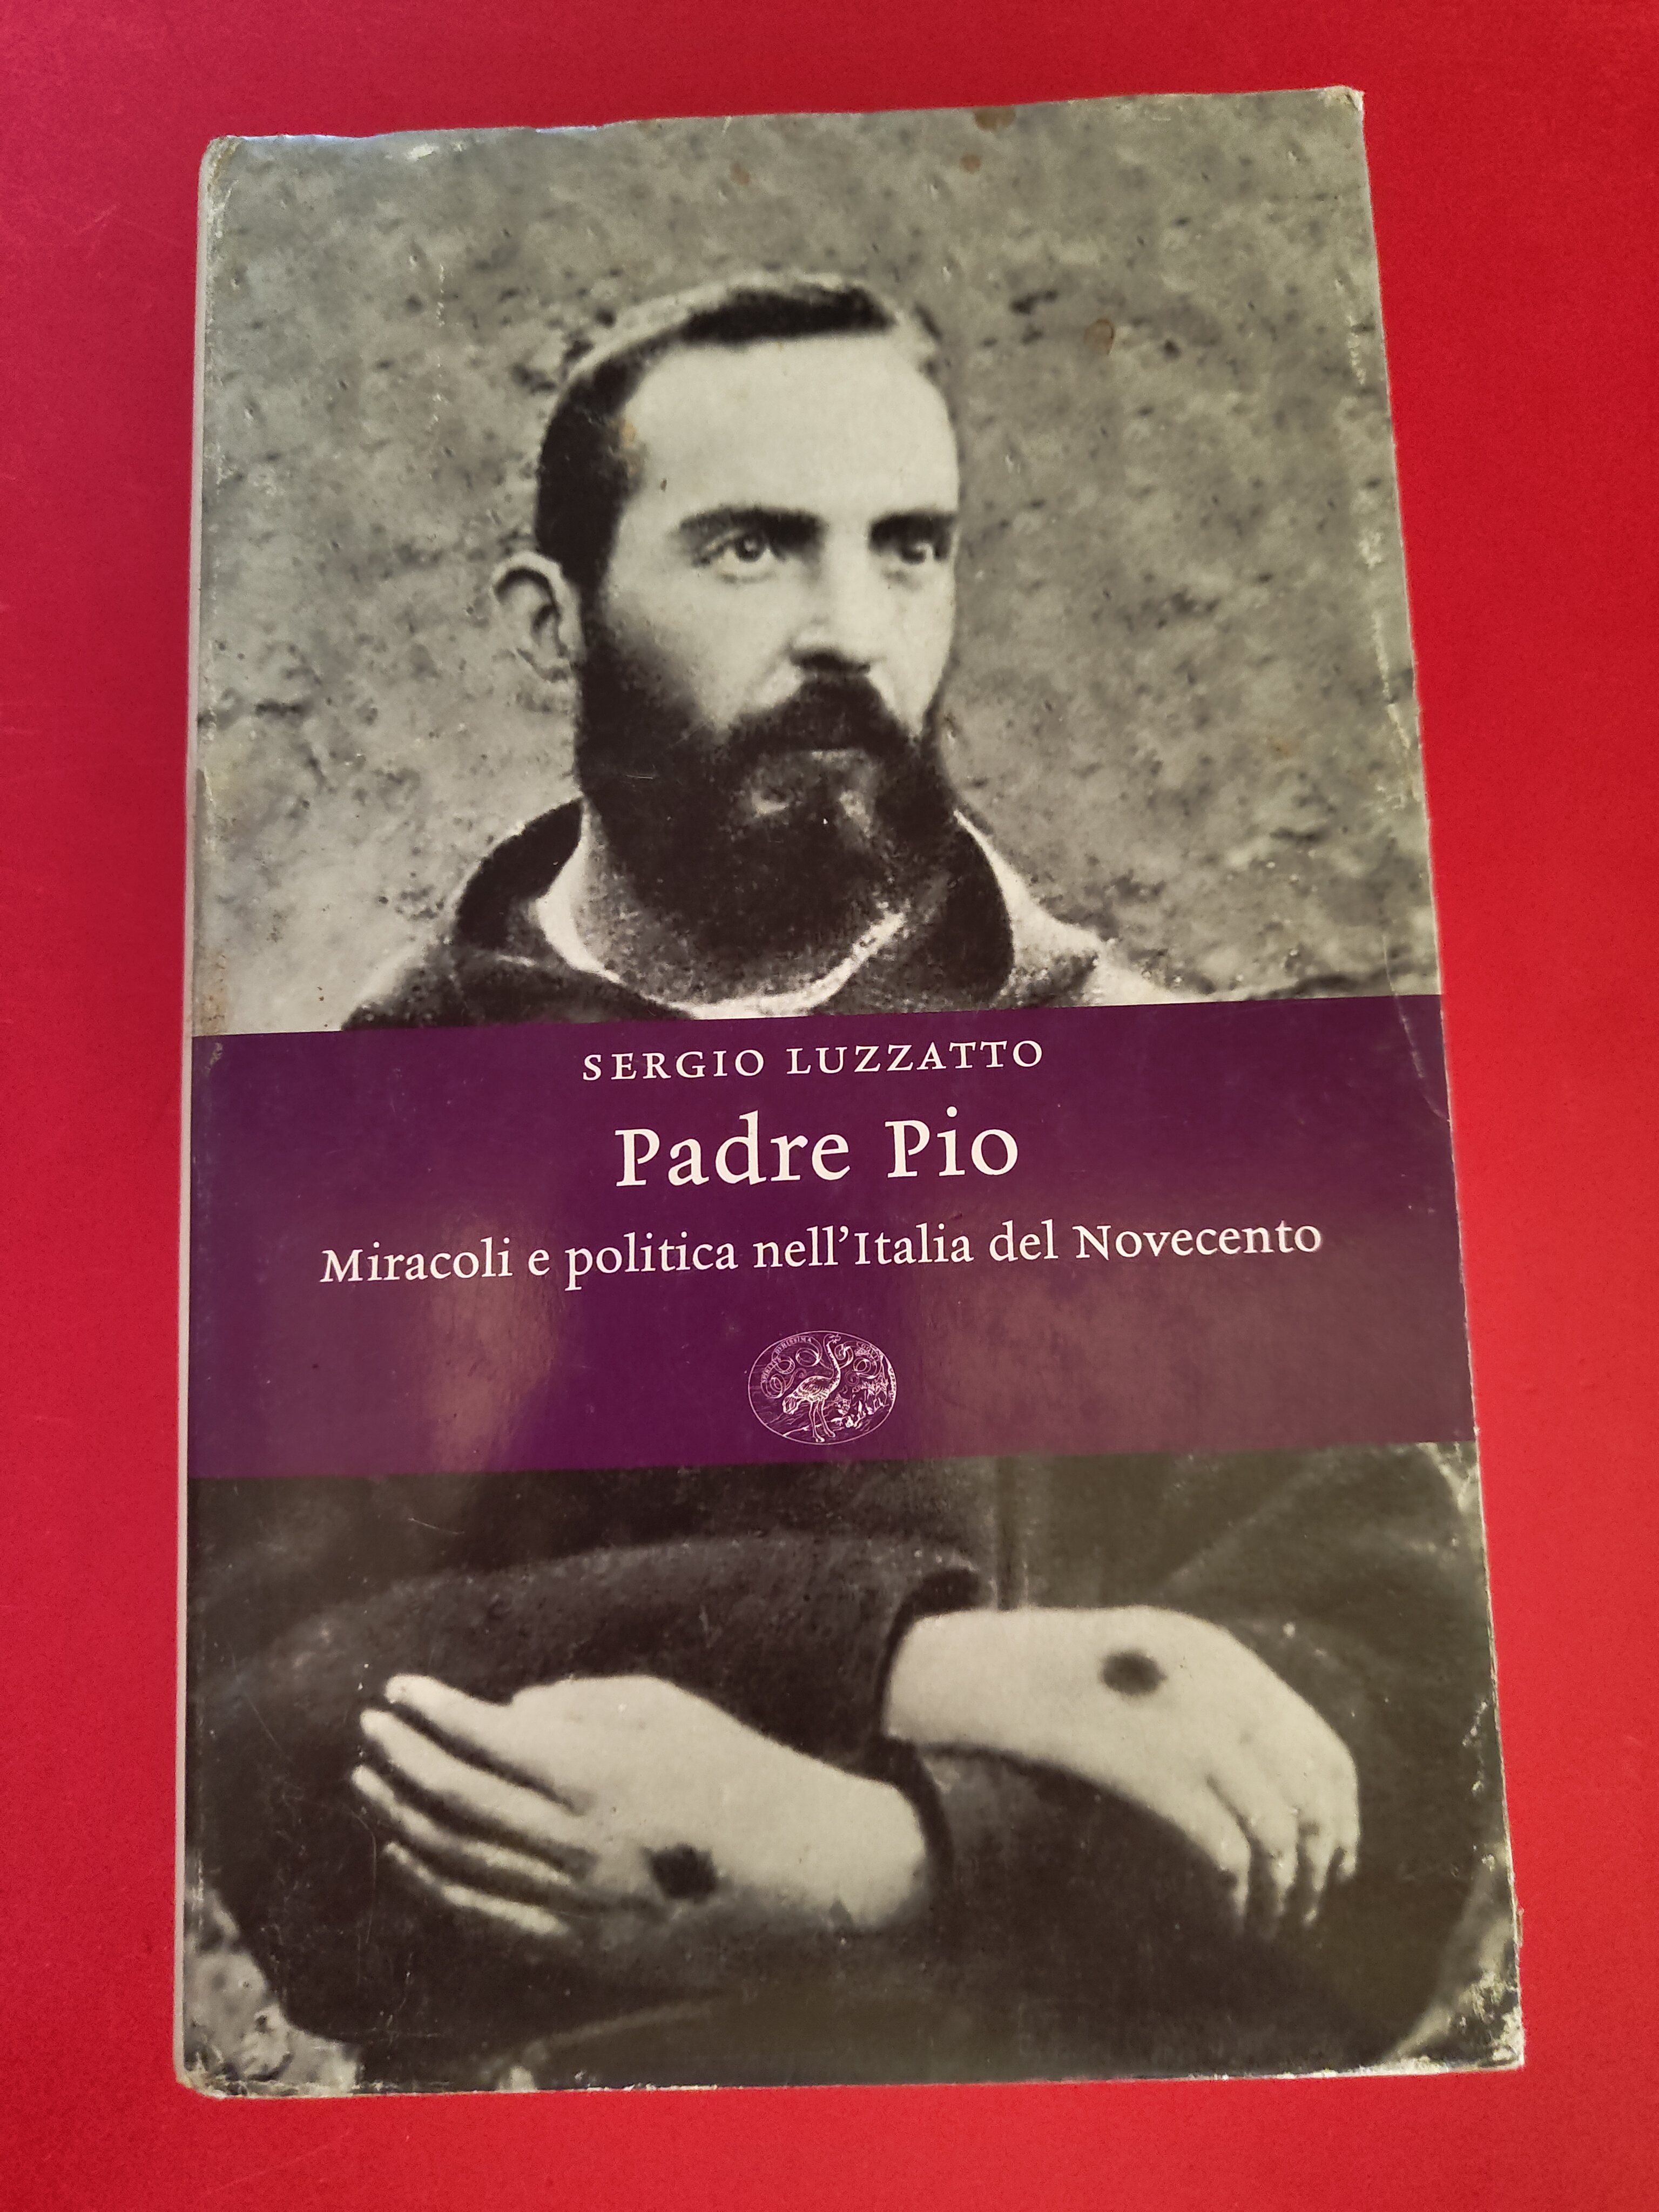 SERGIO LUZZATTO
Padre Pio
Miracoli e politica nell'Italia del Novecento